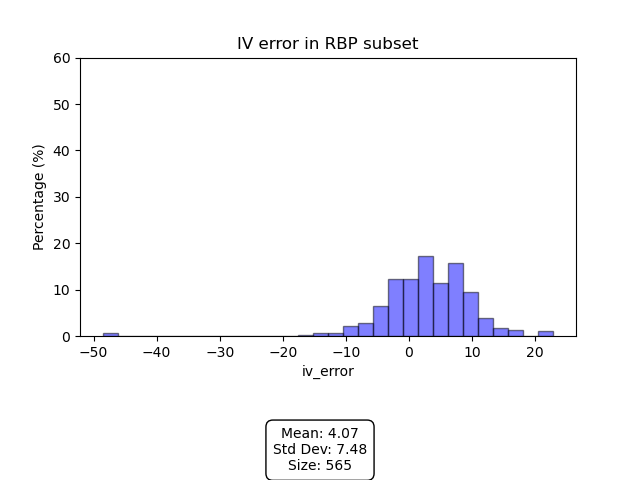 IV error in RBP subset
60
50
40
30
20
10
0
Percentage (%)
−50
−40
−30
−20
−10
0
10
20
iv_error
Mean: 4.07
Std Dev: 7.48
Size: 565